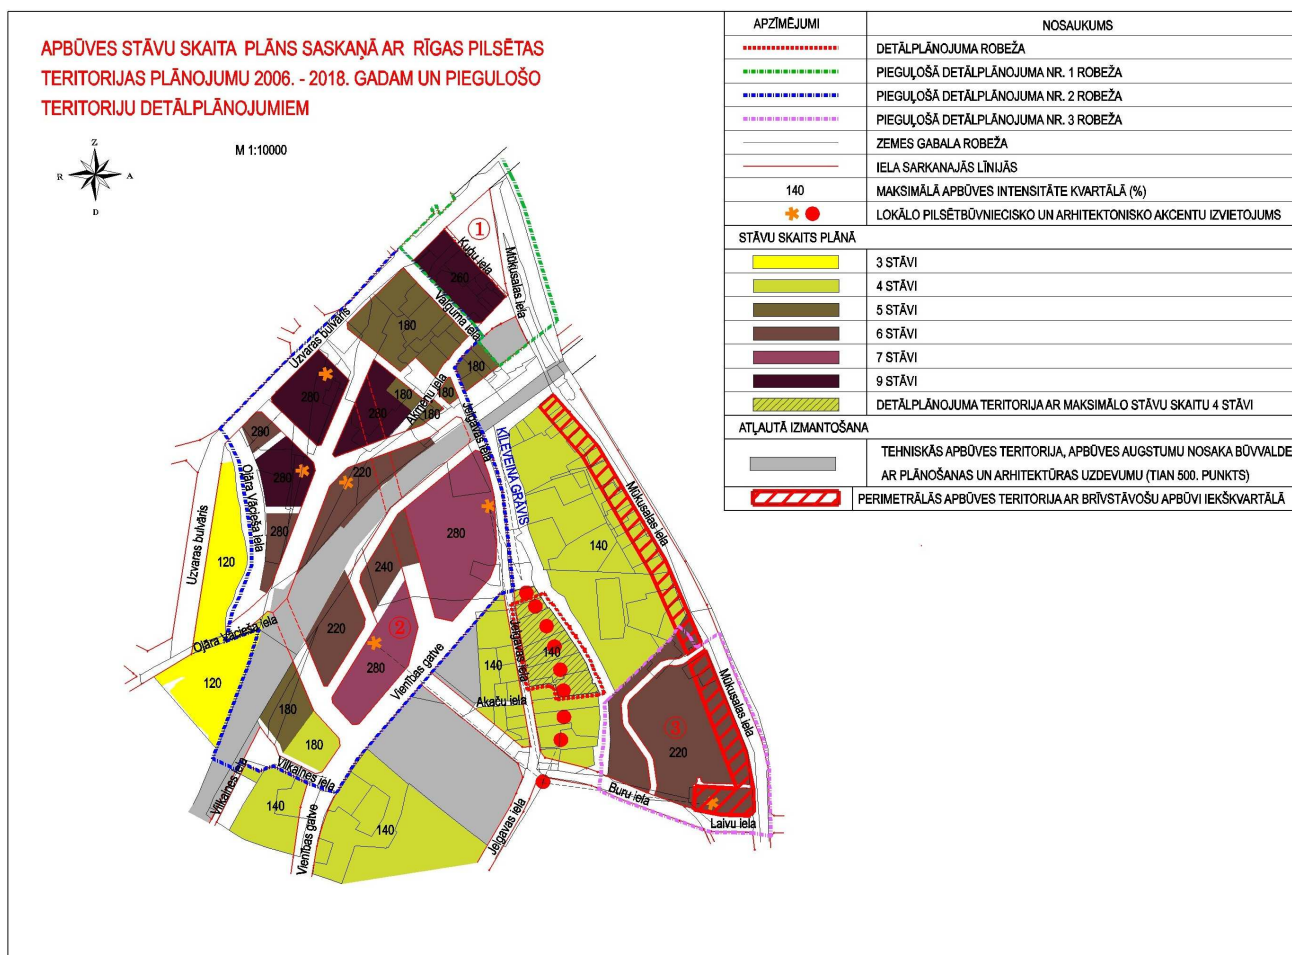 APBŪVES STĀVU SKAITA PLĀNS SASKAŅĀ AR RĪGAS PILSĒTAS
TERITORIJAS PLĀNOJUMU 2006. - 2018. GADAM UN PIEGUĻOŠO
TERITORIJU DETĀLPLĀNOJUMIEM
M 1:10000
Z
R
A
D
APZĪMĒJUMI
NOSAUKUMS
DETĀLPLĀNOJUMA ROBEŽA
PIEGUĻOŠĀ DETĀLPLĀNOJUMA NR. 1 ROBEŽA
PIEGUĻOŠĀ DETĀLPLĀNOJUMA NR. 2 ROBEŽA
PIEGUĻOŠĀ DETĀLPLĀNOJUMA NR. 3 ROBEŽA
ZEMES GABALA ROBEŽA
IELA SARKANAJĀS LĪNIJĀS
140 MAKSIMĀLĀ APBŪVES INTENSITĀTE KVARTĀLĀ (%)
LOKĀLO PILSĒTBŪVNIECISKO UN ARHITEKTONISKO AKCENTU IZVIETOJUMS
STĀVU SKAITS PLĀNĀ
3 STĀVI
4 STĀVI
5 STĀVI
6 STĀVI
7 STĀVI
9 STĀVI
DETĀLPLĀNOJUMA TERITORIJA AR MAKSIMĀLO STĀVU SKAITU 4 STĀVI
ATĻAUTĀ IZMANTOŠANA
TEHNISKĀS APBŪVES TERITORIJA, APBŪVES AUGSTUMU NOSAKA BŪVVALDE
AR PLĀNOŠANAS UN ARHITEKTŪRAS UZDEVUMU (TIAN 500. PUNKTS)
PERIMETRĀLĀS APBŪVES TERITORIJA AR BRĪVSTĀVOŠU APBŪVI IEKŠKVARTĀLĀ
1
Kuģu iela
Mūkusalas iela
260
Valguma iela
Uzvaras bulvāris
180
180
280
280
180
180
180
Akmeņu iela
Jelgavas iela
280
280
280
220
Ojāra Vācieša iela
KĪLEVEINA GRĀVIS
Mūkusalas iela
Uzvaras bulvāris
120
280
140
240
220
2
280
Ojāra Vācieša iela
120
Vienības gatve
140
140
Jelgavas iela
Akaču iela
Mūkusalas iela
3
220
180
180
Vilkaines iela
Vilkaines iela
140
140
Vienības gatve
Jelgavas iela
Buru iela
Laivu iela